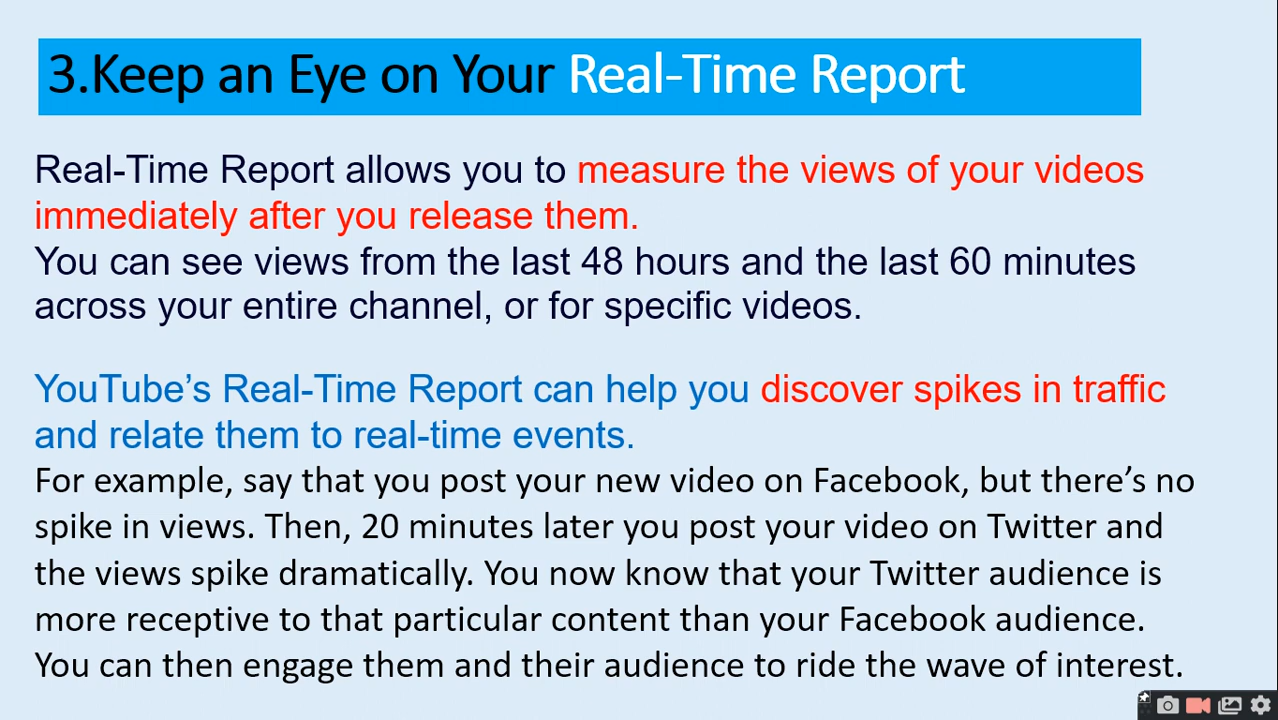 3.Keep an Eye on Your Real-Time Report
Real-Time Report allows you to measure the views of your videos
immediately after you release them.
You can see views from the last 48 hours and the last 60 minutes
across your entire channel, or for specific videos.
YouTube’s Real-Time Report can help you discover spikes in traffic
and relate them to real-time events.
For example, say that you post your new video on Facebook, but there’s no
spike in views. Then, 20 minutes later you post your video on Twitter and
the views spike dramatically. You now know that your Twitter audience is
more receptive to that particular content than your Facebook audience.
You can then engage them and their audience to ride the wave of interest.